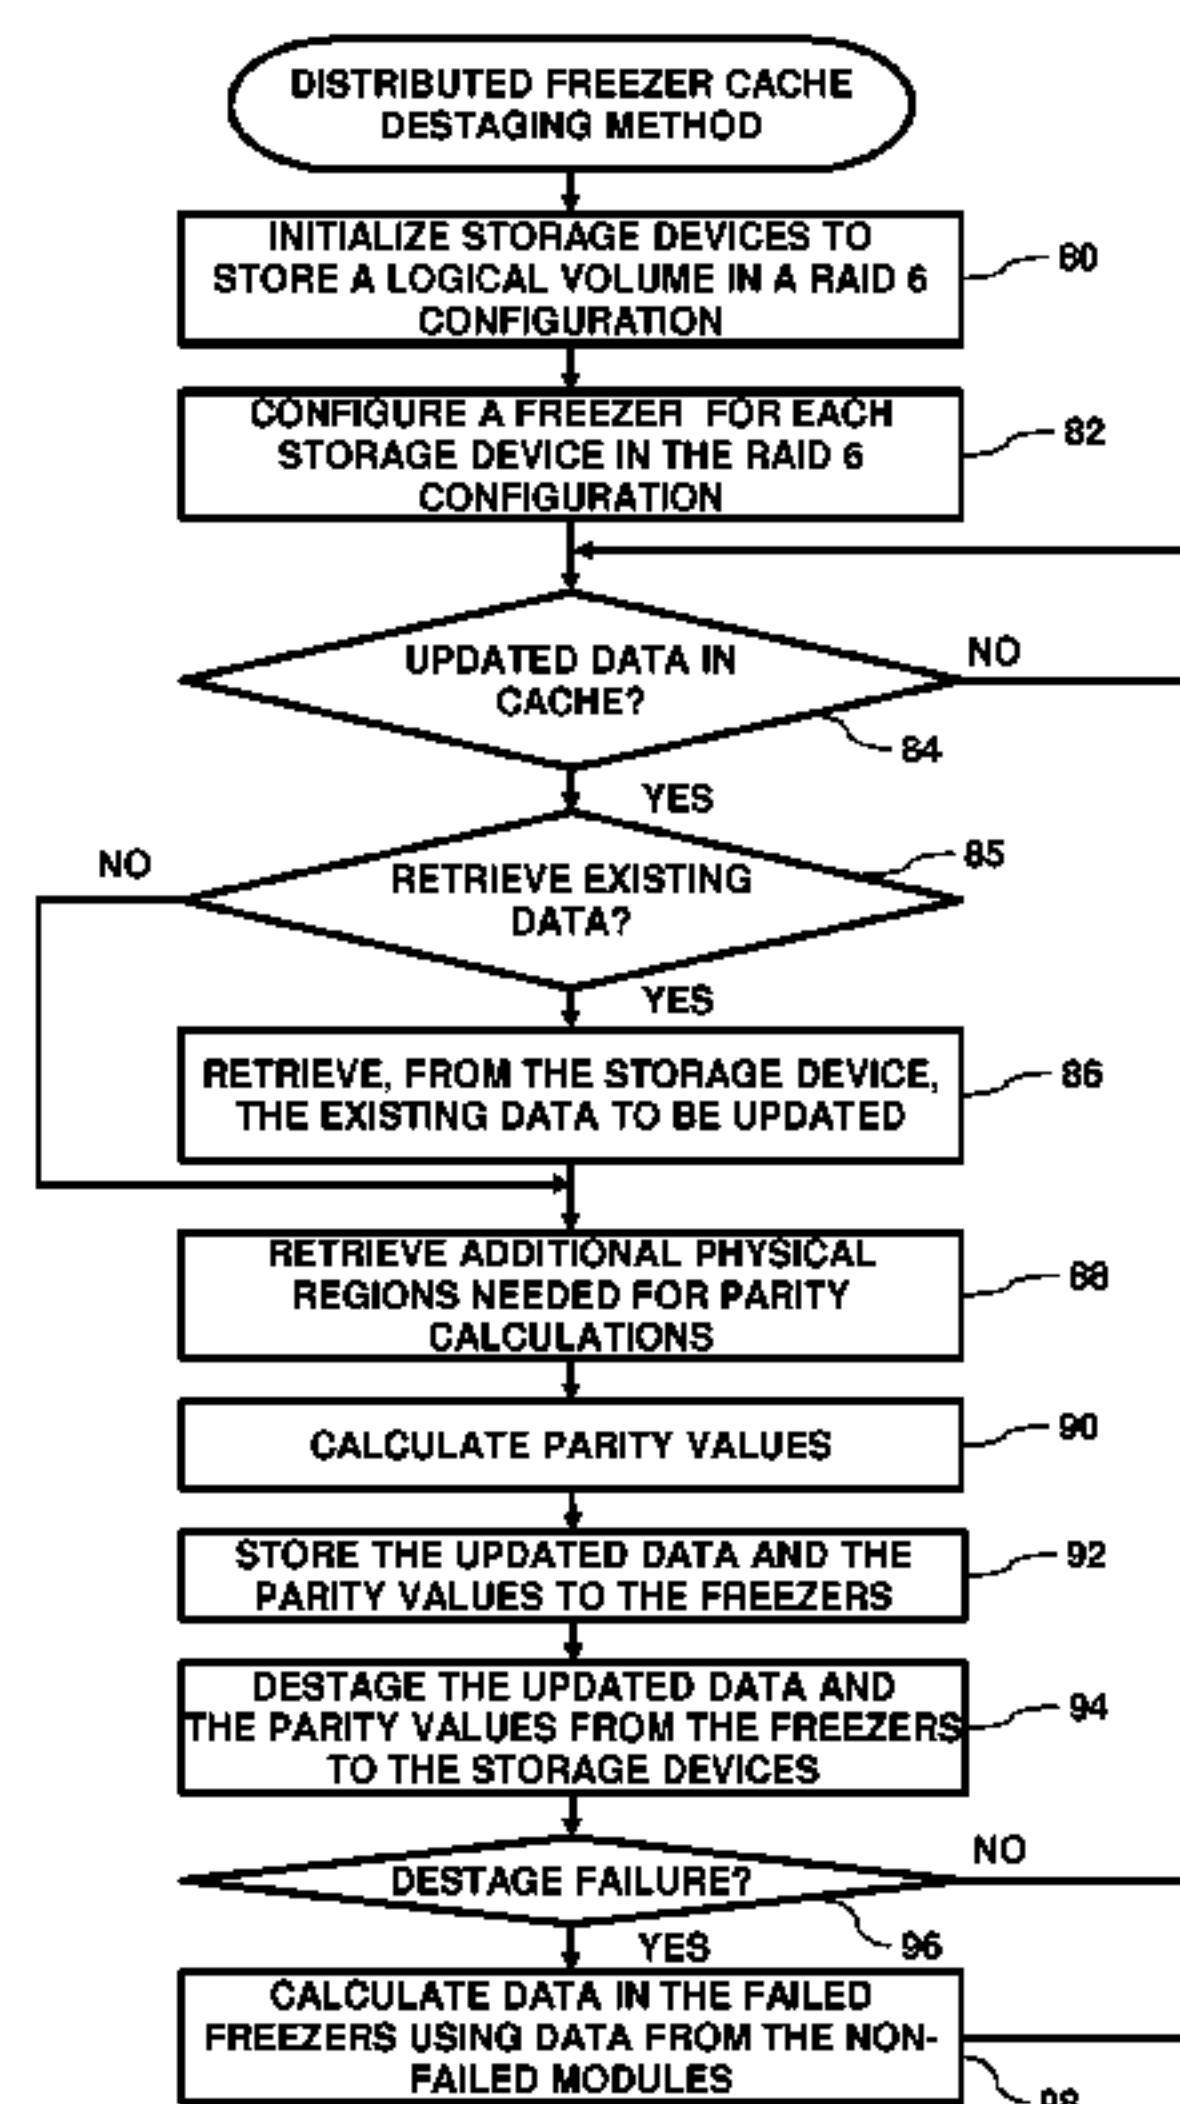 DISTRIBUTED FREEZER CACHE
DESTAGING METHOD
INITIALIZE STORAGE DEVICES TO
STORE A LOGICAL VOLUME IN A RAID 6
CONFIGURATION
80
CONFIGURE A FREEZER FOR EACH
STORAGE DEVICE IN THE RAID 6
CONFIGURATION
82
UPDATED DATA IN
CACHE?
NO
84
YES
RETRIEVE EXISTING
DATA?
NO
85
YES
RETRIEVE, FROM THE STORAGE DEVICE,
THE EXISTING DATA TO BE UPDATED
86
RETRIEVE ADDITIONAL PHYSICAL
REGIONS NEEDED FOR PARITY
CALCULATIONS
88
CALCULATE PARITY VALUES
90
STORE THE UPDATED DATA AND THE
PARITY VALUES TO THE FREEZERS
92
DESTAGE THE UPDATED DATA AND
THE PARITY VALUES FROM THE FREEZERS
TO THE STORAGE DEVICES
94
DESTAGE FAILURE?
NO
96
YES
CALCULATE DATA IN THE FAILED
FREEZERS USING DATA FROM THE NON-
FAILED MODULES